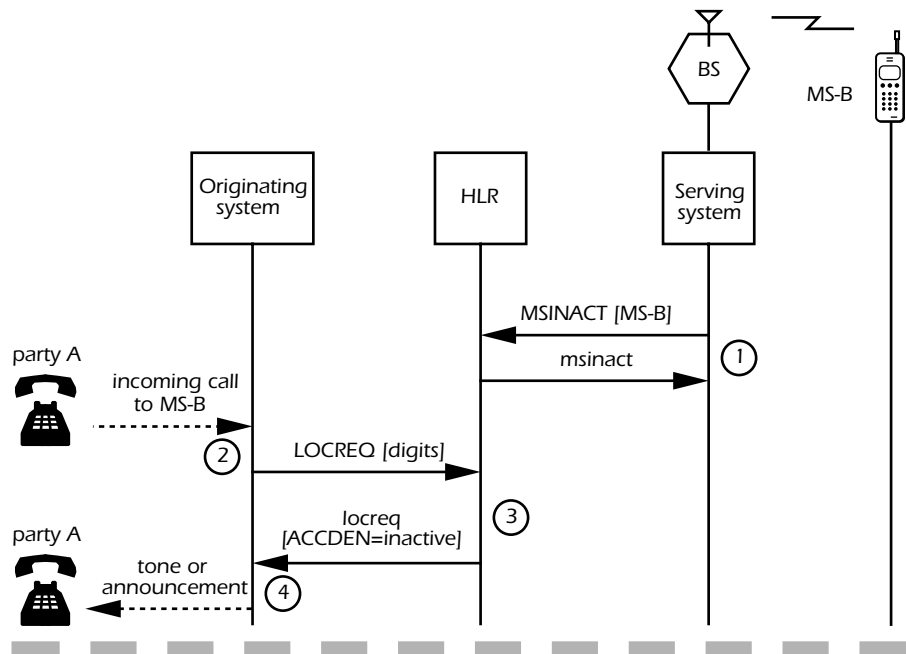 BS
MS-B
Originating
system
HLR
Serving
system
MSINACT [MS-B]
1
msinact
party A
incoming call
to MS-B
2
LOCREQ [digits]
3
locreq
[ACCDEN=inactive]
party A
tone or
announcement
4